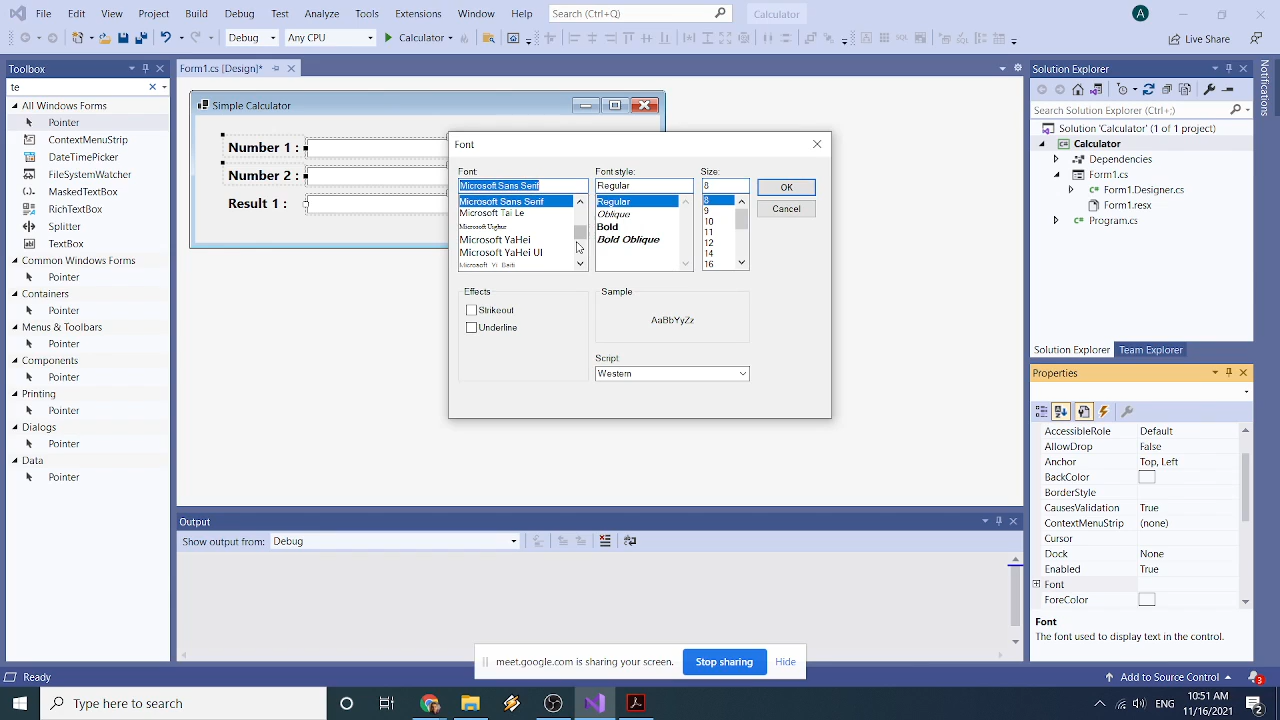 File Edit View Git Project Build Debug Test Analyze Tools Extensions Window Help Search (Ctrl+Q) Calculator A
Debug Any CPU Calculator Live Share
Toolbox
te
All Windows Forms
Pointer
ContextMenuStrip
DateTimePicker
FileSystemWatcher
MaskedTextBox
RichTextBox
Splitter
TextBox
Common Windows Forms
Pointer
Containers
Pointer
Menus & Toolbars
Pointer
Components
Pointer
Printing
Pointer
Dialogs
Pointer
Data
Pointer
Form1.cs [Design]*
Simple Calculator
Number 1 :
Number 2 :
Result 1 :
Font
Font:
Microsoft Sans Serif
Microsoft Sans Serif
Microsoft Tai Le
Microsoft Uighur
Microsoft YaHei
Microsoft YaHei UI
Microsoft Yi Baiti
Font style:
Regular
Regular
Oblique
Bold
Bold Oblique
Size:
8
8
9
10
11
12
14
16
OK
Cancel
Effects
Strikeout
Underline
Sample
AaBbYyZz
Script
Western
Output
Show output from: Debug
Solution Explorer
Search Solution Explorer (Ctrl+;)
Solution 'Calculator' (1 of 1 project)
Calculator
Dependencies
Form1.cs
Form1.Designer.cs
Form1.resx
Program.cs
Solution Explorer Team Explorer
Notifications
Properties
AccessibleRole Default
AllowDrop False
Anchor Top, Left
BackColor
BorderStyle
CausesValidation True
ContextMenuStrip (none)
Cursor
Dock None
Enabled True
Font
ForeColor
Font
The font used to display text in the control.
meet.google.com is sharing your screen. Stop sharing Hide
Ready Add to Source Control 3
Type here to search
10:51 AM
11/16/2021
2